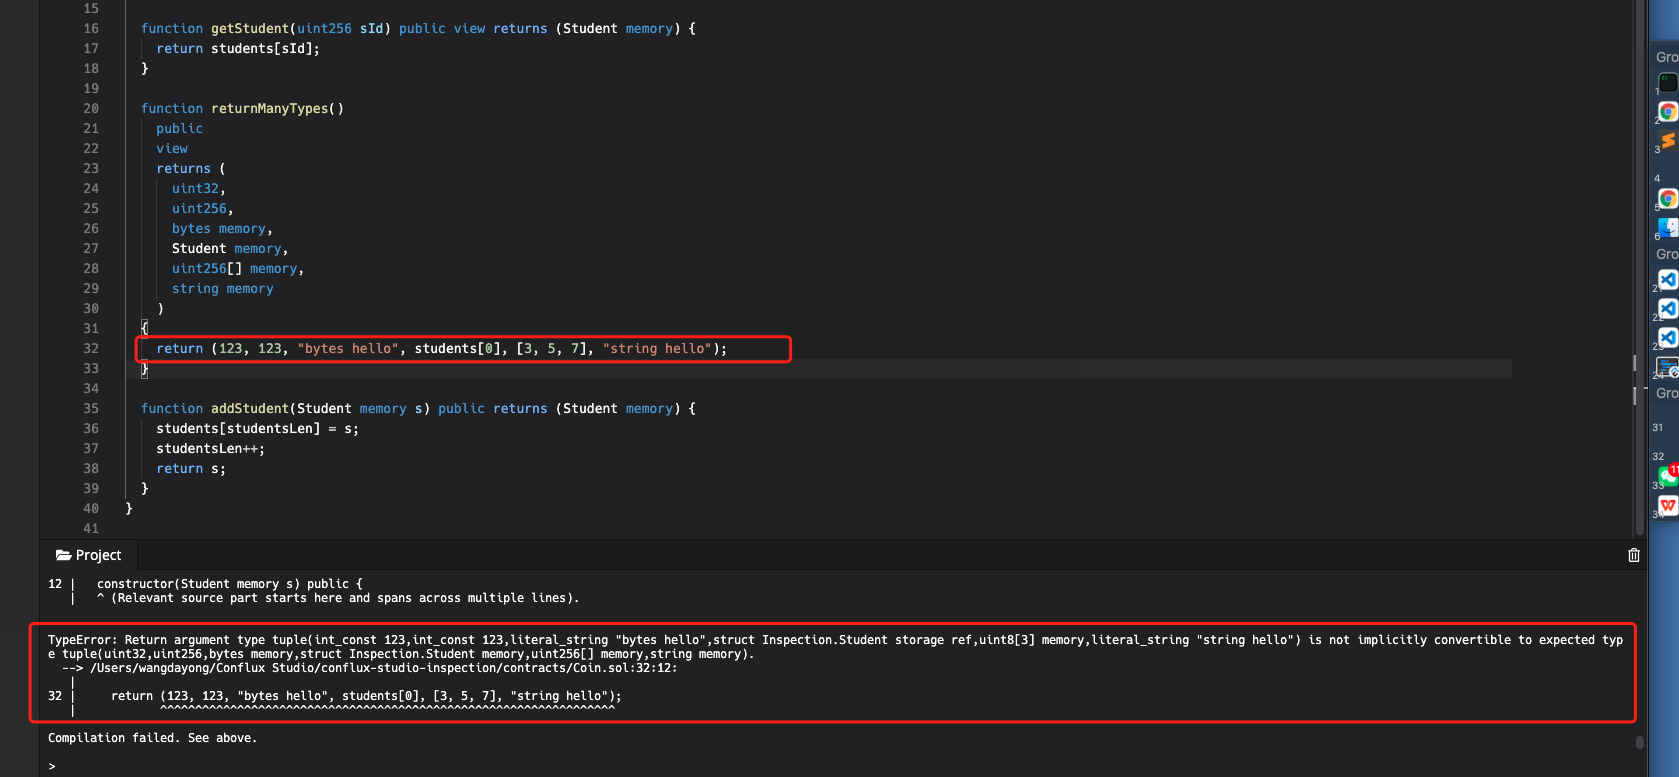 15
16 function getStudent(uint256 sId) public view returns (Student memory) {
17 return students[sId];
18 }
19
20 function returnManyTypes()
21 public
22 view
23 returns (
24 uint32,
25 uint256,
26 bytes memory,
27 Student memory,
28 uint256[] memory,
29 string memory
30 )
31 {
32 return (123, 123, "bytes hello", students[0], [3, 5, 7], "string hello");
33 }
34
35 function addStudent(Student memory s) public returns (Student memory) {
36 students[studentsLen] = s;
37 studentsLen++;
38 return s;
39 }
40 }
41
Project
12 | constructor(Student memory s) public {
| ^ (Relevant source part starts here and spans across multiple lines).
TypeError: Return argument type tuple(int_const 123,int_const 123,literal_string "bytes hello",struct Inspection.Student storage ref,uint8[3] memory,literal_string "string hello") is not implicitly convertible to expected typ
e tuple(uint32,uint256,bytes memory,struct Inspection.Student memory,uint256[] memory,string memory).
--> /Users/wangdayong/Conflux Studio/conflux-studio-inspection/contracts/Coin.sol:32:12:
|
32 | return (123, 123, "bytes hello", students[0], [3, 5, 7], "string hello");
| ^^^^^^^^^^^^^^^^^^^^^^^^^^^^^^^^^^^^^^^^^^^^^^^^^^^^^^^^^^^^^^^^^
Compilation failed. See above.
>
Gro
1
2
3
4
5
6
Gro
22
23
24
Gro
31
32
11
33